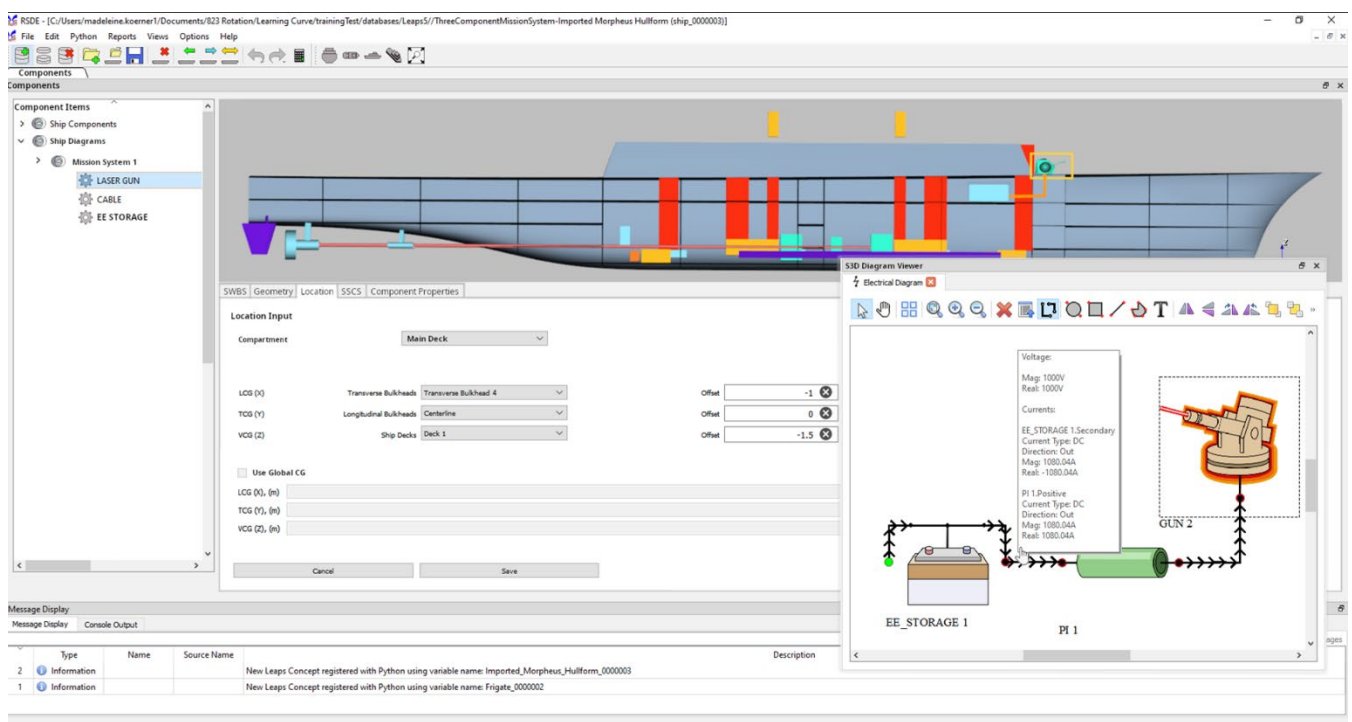 RSDE - [C:/Users/madeleine.koerner1/Documents/823 Rotation/Learning Curve/trainingTest/databases/Leaps5//ThreeComponentMissionSystem-Imported Morpheus Hullform (ship_0000003)]
File Edit Python Reports Views Options Help
Components
Components
Component Items
Ship Components
Ship Diagrams
Mission System 1
LASER GUN
CABLE
EE STORAGE
SWBS Geometry Location SSCS Component Properties
Location Input
Compartment Main Deck
LCG (X) Transverse Bulkheads Transverse Bulkhead 4 Offset -1
TCG (Y) Longitudinal Bulkheads Centerline Offset 0
VCG (Z) Ship Decks Deck 1 Offset -1.5
Use Global CG
LCG (X), (m)
TCG (Y), (m)
VCG (Z), (m)
Cancel Save
S3D Diagram Viewer
Electrical Diagram
Voltage:
Mag: 1000V
Real: 1000V
Currents:
EE_STORAGE 1.Secondary
Current Type: DC
Direction: Out
Mag: 1080.04A
Real: -1080.04A
PI 1.Positive
Current Type: DC
Direction: Out
Mag: 1080.04A
Real: 1080.04A
GUN 2
EE_STORAGE 1
PI 1
Message Display
Message Display Console Output
Type Name Source Name Description
2 Information New Leaps Concept registered with Python using variable name: Imported_Morpheus_Hullform_0000003
1 Information New Leaps Concept registered with Python using variable name: Frigate_0000002